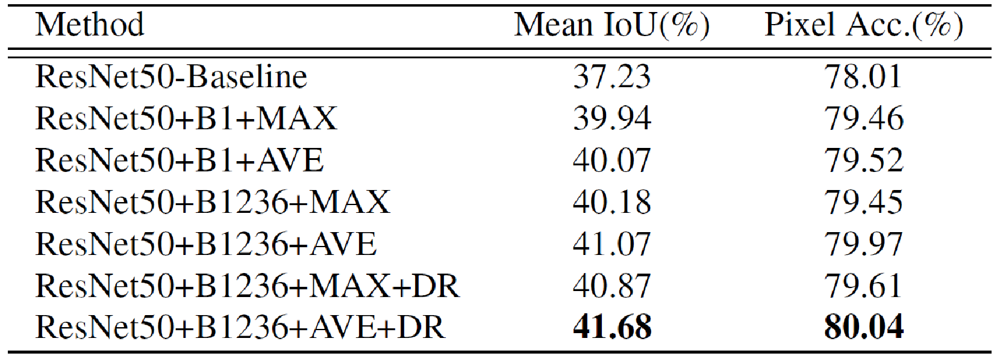 Method Mean IoU(%) Pixel Acc.(%)
ResNet50-Baseline 37.23 78.01
ResNet50+B1+MAX 39.94 79.46
ResNet50+B1+AVE 40.07 79.52
ResNet50+B1236+MAX 40.18 79.45
ResNet50+B1236+AVE 41.07 79.97
ResNet50+B1236+MAX+DR 40.87 79.61
ResNet50+B1236+AVE+DR 41.68 80.04